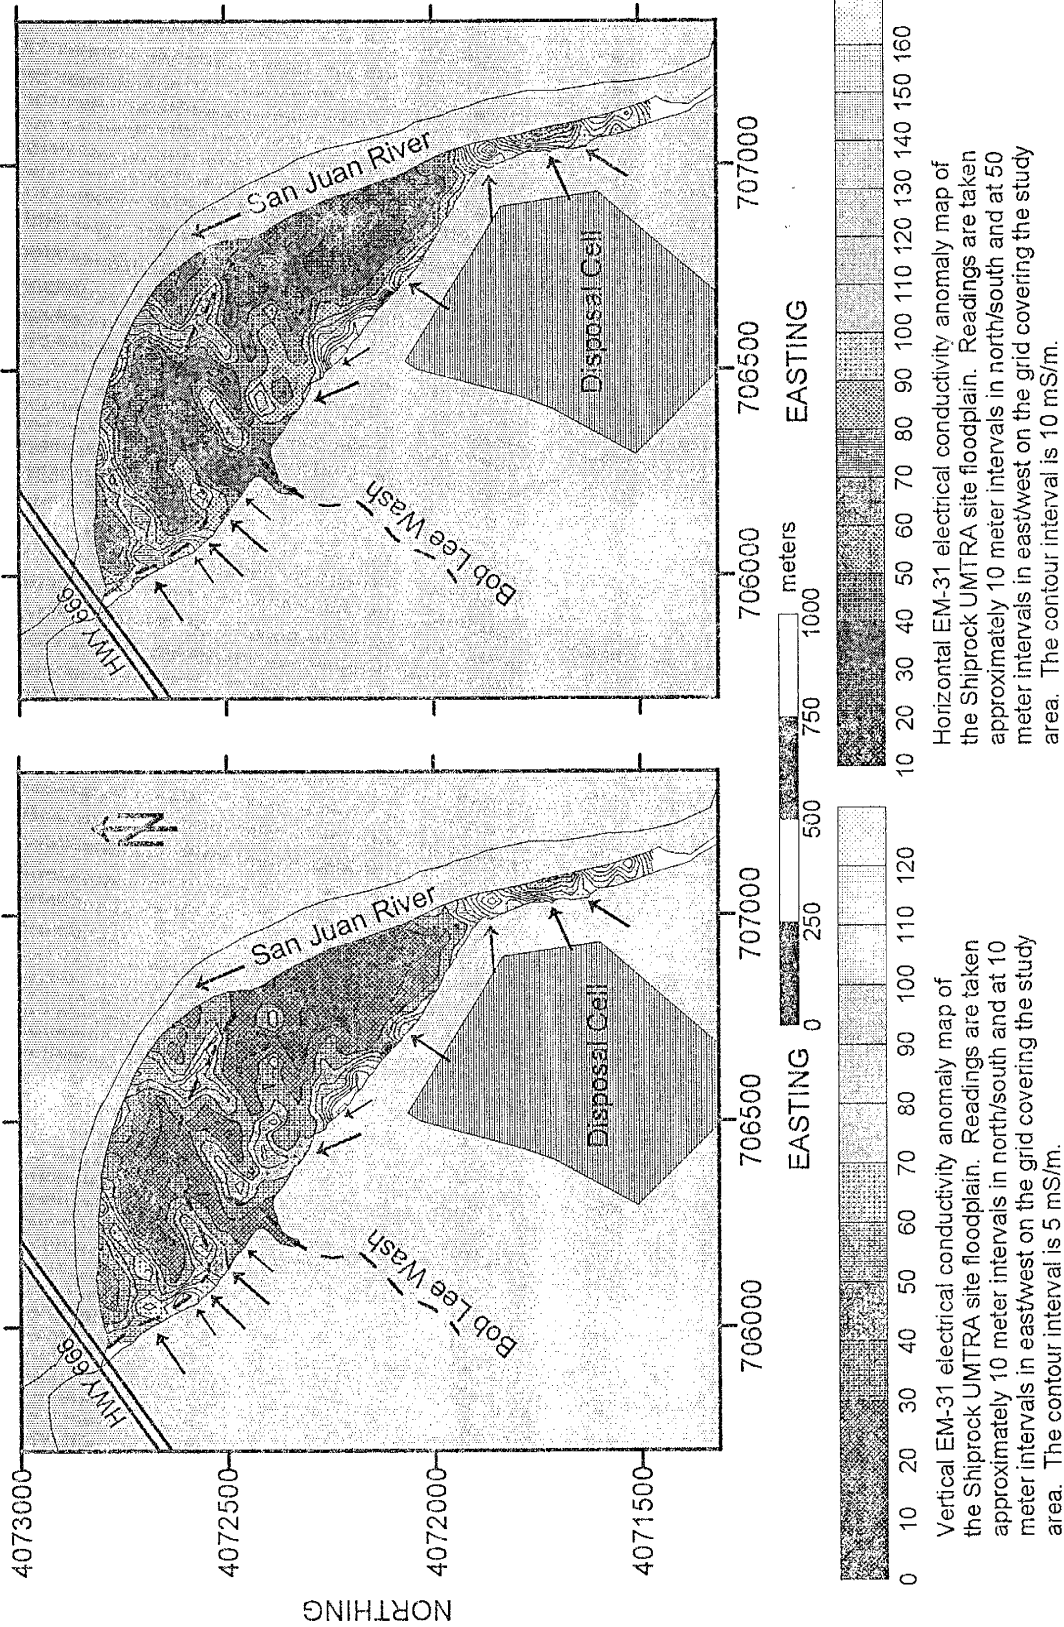 NORTHING
4073000
4072500
4072000
4071500
HWY 666
San Juan River
N
Bob Lee Wash
Disposal Cell
706000
706500
707000
EASTING
HWY 666
San Juan River
Bob Lee Wash
Disposal Cell
706000
706500
707000
EASTING
0 250 500 750 1000
meters
0 10 20 30 40 50 60 70 80 90 100 110 120
Vertical EM-31 electrical conductivity anomaly map of
the Shiprock UMTRA site floodplain. Readings are taken
approximately 10 meter intervals in north/south and at 10
meter intervals in east/west on the grid covering the study
area. The contour interval is 5 mS/m.
10 20 30 40 50 60 70 80 90 100 110 120 130 140 150 160
Horizontal EM-31 electrical conductivity anomaly map of
the Shiprock UMTRA site floodplain. Readings are taken
approximately 10 meter intervals in north/south and at 50
meter intervals in east/west on the grid covering the study
area. The contour interval is 10 mS/m.